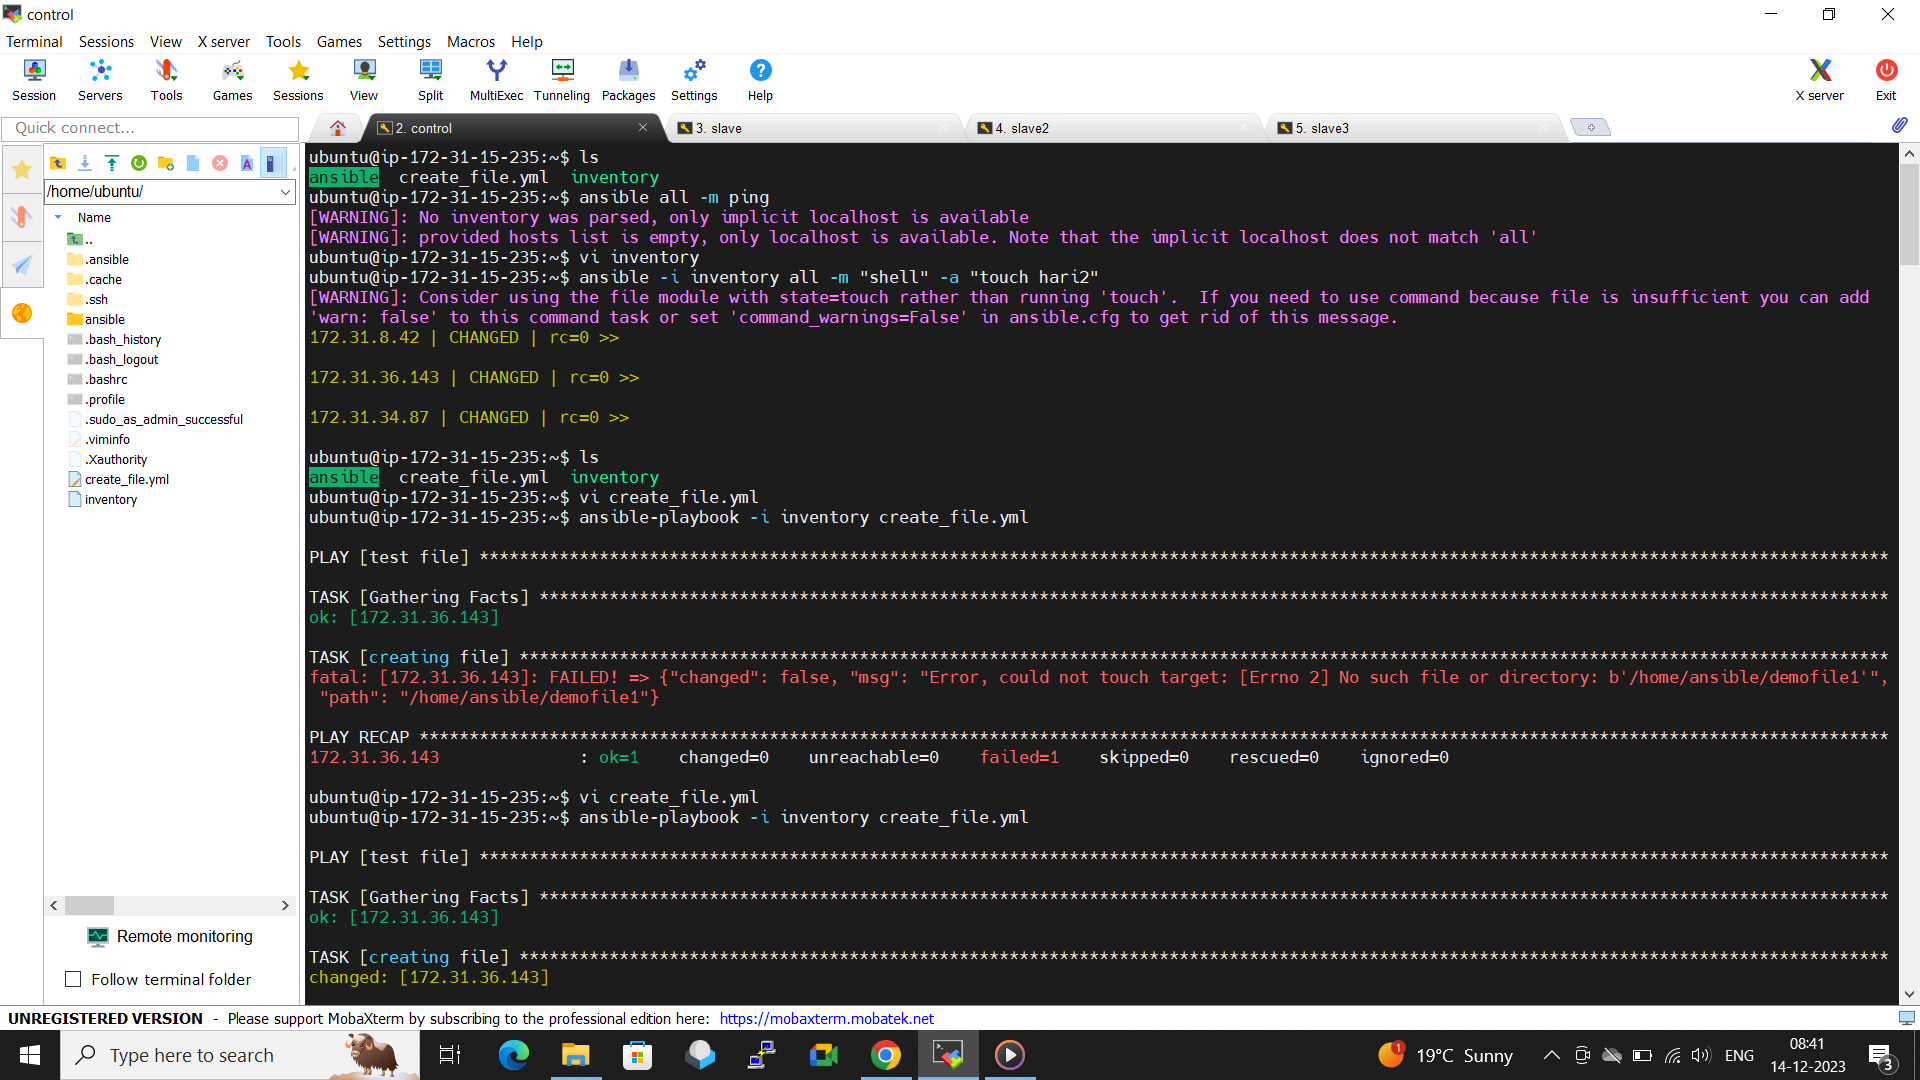 control
Terminal Sessions View X server Tools Games Settings Macros Help
Session Servers Tools Games Sessions View Split MultiExec Tunneling Packages Settings Help X server Exit
Quick connect...
2. control
3. slave
4. slave2
5. slave3
/home/ubuntu/
Name
..
.ansible
.cache
.ssh
ansible
.bash_history
.bash_logout
.bashrc
.profile
.sudo_as_admin_successful
.viminfo
.Xauthority
create_file.yml
inventory
Remote monitoring
Follow terminal folder
ubuntu@ip-172-31-15-235:~$ ls
ansible  create_file.yml  inventory
ubuntu@ip-172-31-15-235:~$ ansible all -m ping
[WARNING]: No inventory was parsed, only implicit localhost is available
[WARNING]: provided hosts list is empty, only localhost is available. Note that the implicit localhost does not match 'all'
ubuntu@ip-172-31-15-235:~$ vi inventory
ubuntu@ip-172-31-15-235:~$ ansible -i inventory all -m "shell" -a "touch hari2"
[WARNING]: Consider using the file module with state=touch rather than running 'touch'.  If you need to use command because file is insufficient you can add
'warn: false' to this command task or set 'command_warnings=False' in ansible.cfg to get rid of this message.
172.31.8.42 | CHANGED | rc=0 >>
172.31.36.143 | CHANGED | rc=0 >>
172.31.34.87 | CHANGED | rc=0 >>
ubuntu@ip-172-31-15-235:~$ ls
ansible  create_file.yml  inventory
ubuntu@ip-172-31-15-235:~$ vi create_file.yml
ubuntu@ip-172-31-15-235:~$ ansible-playbook -i inventory create_file.yml
PLAY [test file] *********************************************************************************************************************************************
TASK [Gathering Facts] ***************************************************************************************************************************************
ok: [172.31.36.143]
TASK [creating file] *****************************************************************************************************************************************
fatal: [172.31.36.143]: FAILED! => {"changed": false, "msg": "Error, could not touch target: [Errno 2] No such file or directory: b'/home/ansible/demofile1'",
"path": "/home/ansible/demofile1"}
PLAY RECAP ***************************************************************************************************************************************************
172.31.36.143              : ok=1    changed=0    unreachable=0    failed=1    skipped=0    rescued=0    ignored=0
ubuntu@ip-172-31-15-235:~$ vi create_file.yml
ubuntu@ip-172-31-15-235:~$ ansible-playbook -i inventory create_file.yml
PLAY [test file] *********************************************************************************************************************************************
TASK [Gathering Facts] ***************************************************************************************************************************************
ok: [172.31.36.143]
TASK [creating file] *****************************************************************************************************************************************
changed: [172.31.36.143]
UNREGISTERED VERSION - Please support MobaXterm by subscribing to the professional edition here: https://mobaxterm.mobatek.net
Type here to search
1
19°C Sunny
ENG
08:41
14-12-2023
3